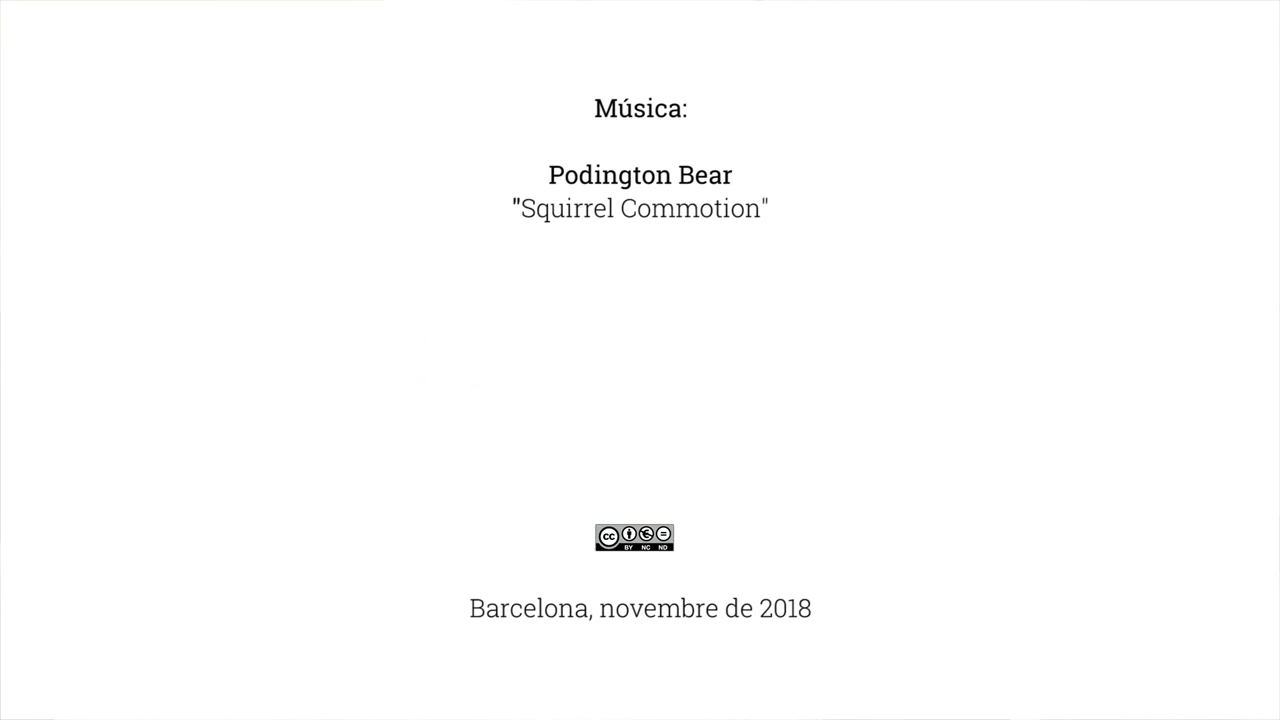 Música:
Podington Bear
"Squirrel Commotion"
cc BY NC ND
Barcelona, novembre de 2018